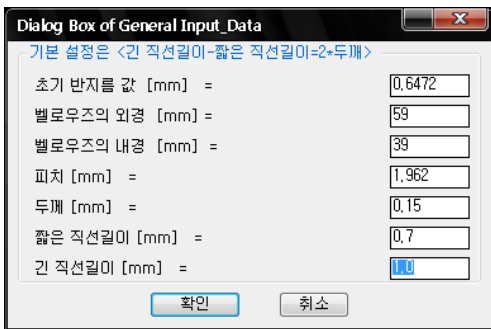 Dialog Box of General Input_Data
기본 설정은 <긴 직선길이-짧은 직선길이=2*두께>
초기 반지름 값 [mm] = 0,6472
벨로우즈의 외경 [mm] = 59
벨로우즈의 내경 [mm] = 39
피치 [mm] = 1,962
두께 [mm] = 0,15
짧은 직선길이 [mm] = 0,7
긴 직선길이 [mm] = 1,0
확인 취소